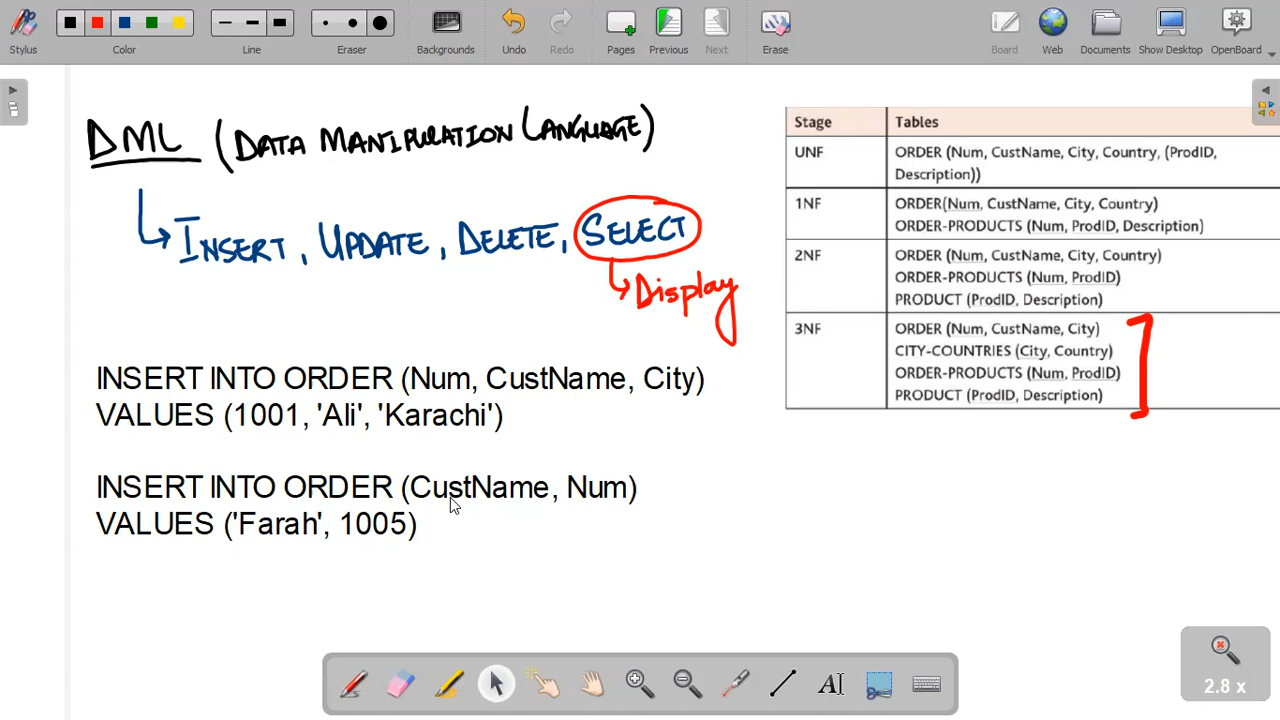 Stylus
Color
Line
Eraser
Backgrounds
Undo
Redo
Pages
Previous
Next
Erase
Board
Web
Documents
Show Desktop
OpenBoard
DML (DATA MANIPULATION LANGUAGE)
INSERT, UPDATE, DELETE, SELECT
Display
INSERT INTO ORDER (Num, CustName, City)
VALUES (1001, 'Ali', 'Karachi')
INSERT INTO ORDER (CustName, Num)
VALUES ('Farah', 1005)
Stage Tables
UNF ORDER (Num, CustName, City, Country, (ProdID,
Description))
1NF ORDER(Num, CustName, City, Country)
ORDER-PRODUCTS (Num, ProdID, Description)
2NF ORDER (Num, CustName, City, Country)
ORDER-PRODUCTS (Num, ProdID)
PRODUCT (ProdID, Description)
3NF ORDER (Num, CustName, City)
CITY-COUNTRIES (City, Country)
ORDER-PRODUCTS (Num, ProdID)
PRODUCT (ProdID, Description)
AI
2.8 x